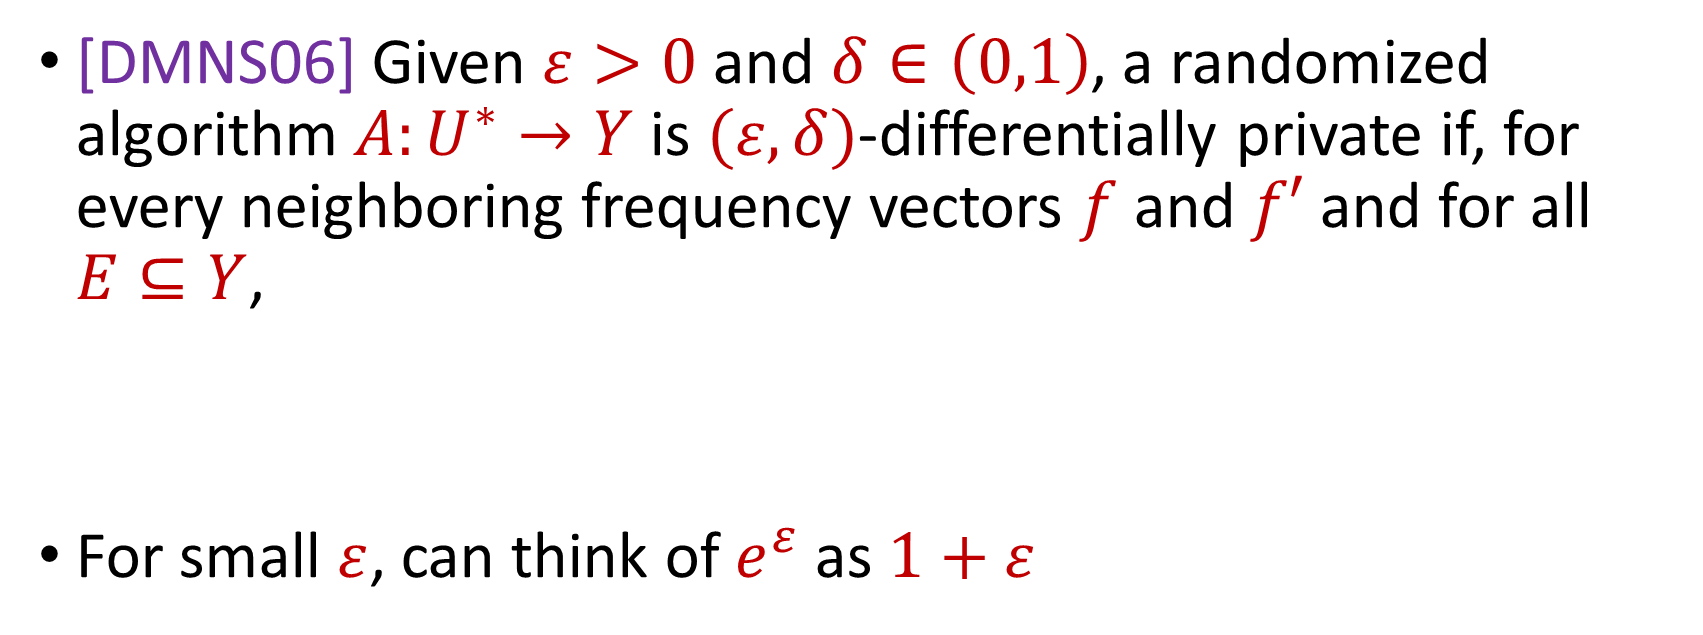 • [DMNS06] Given 𝜀 > 0 and 𝛿 ∈ (0,1), a randomized
algorithm 𝐴: 𝑈* → 𝑌 is (𝜀, 𝛿)-differentially private if, for
every neighboring frequency vectors 𝑓 and 𝑓′ and for all
𝐸 ⊆ 𝑌,
• For small 𝜀, can think of 𝑒^𝜀 as 1 + 𝜀